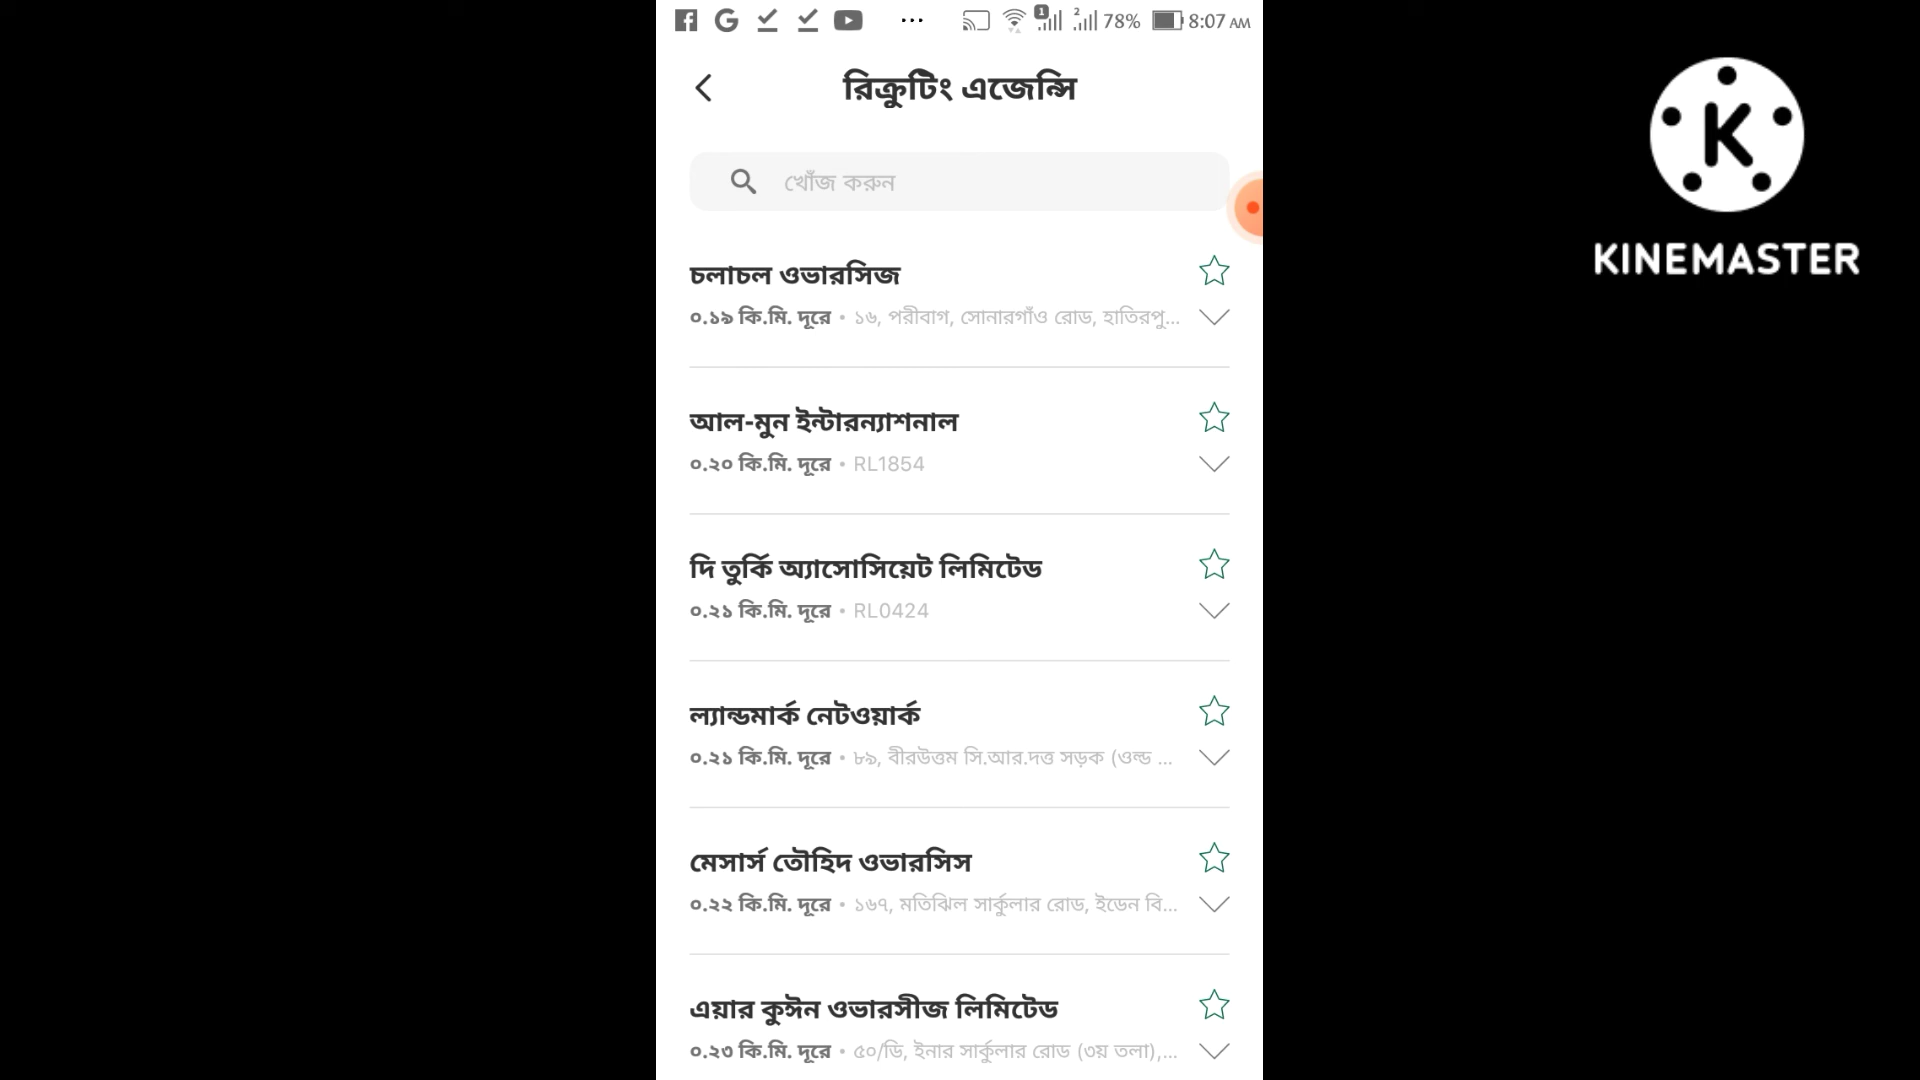 78% 8:07 AM
রিক্রুটিং এজেন্সি
খোঁজ করুন
KINEMASTER
চলাচল ওভারসিজ
০.১৯ কি.মি. দূরে • ১৬, পরীবাগ, সোনারগাঁও রোড, হাতিরপু...
আল-মুন ইন্টারন্যাশনাল
০.২০ কি.মি. দূরে • RL1854
দি তুর্কি অ্যাসোসিয়েট লিমিটেড
০.২১ কি.মি. দূরে • RL0424
ল্যান্ডমার্ক নেটওয়ার্ক
০.২১ কি.মি. দূরে • ৮৯, বীরউত্তম সি.আর.দত্ত সড়ক (ওল্ড ...
মেসার্স তৌহিদ ওভারসিস
০.২২ কি.মি. দূরে • ১৬৭, মতিঝিল সার্কুলার রোড, ইডেন বি...
এয়ার কুঈন ওভারসীজ লিমিটেড
০.২৩ কি.মি. দূরে • ৫০/ডি, ইনার সার্কুলার রোড (৩য় তলা),...